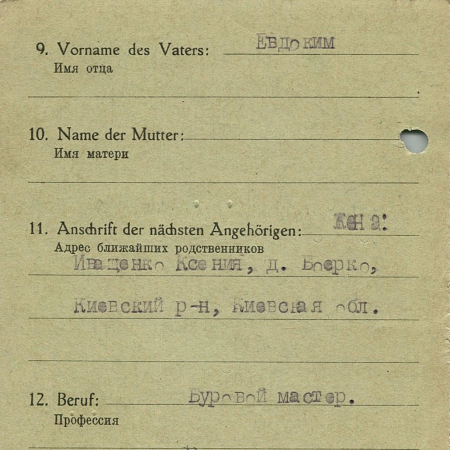 9. Vorname des Vaters: Евдоким
Имя отца
10. Name der Mutter:
Имя матери
11. Anschrift der nächsten Angehörigen: Жена:
Адрес ближайших родственников
Иващенко Ксения, д. Боерко,
Киевский р-н, Киевская обл.
12. Beruf: Буровой мастер.
Профессия